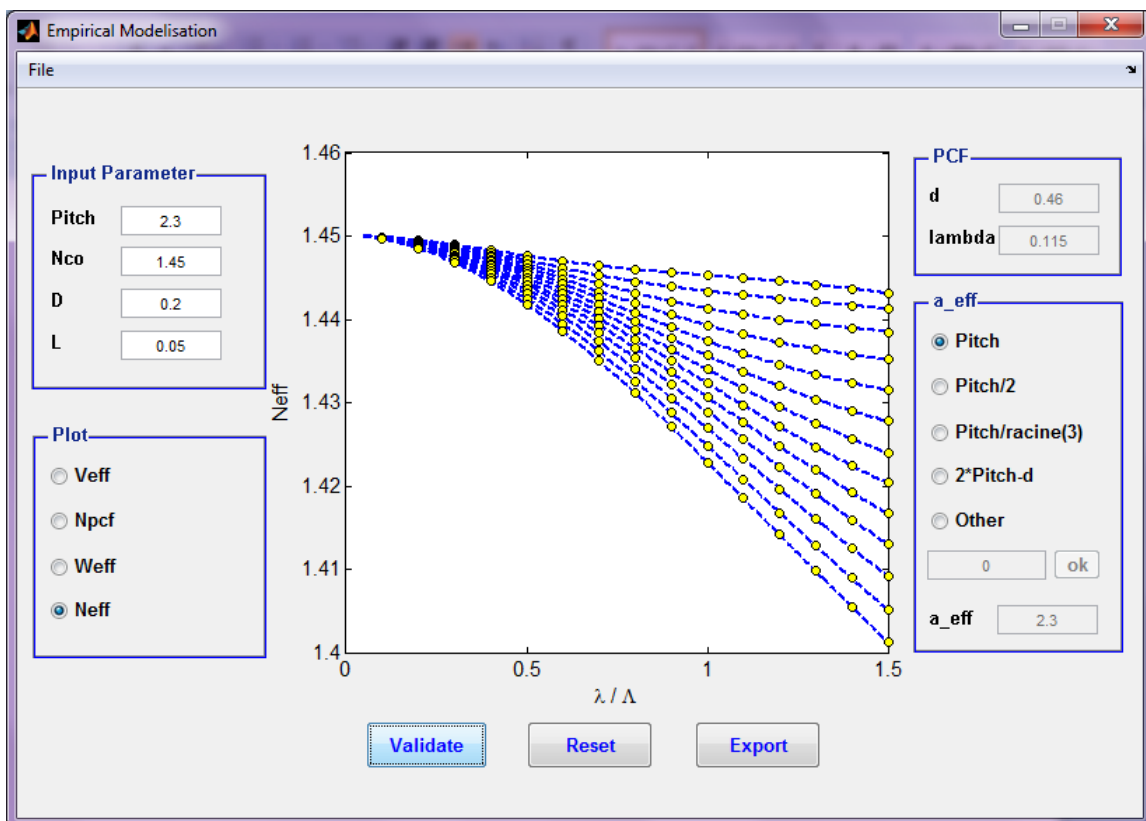 Empirical Modelisation
File
Input Parameter
Pitch 2.3
Nco 1.45
D 0.2
L 0.05
Plot
Veff
Npcf
Weff
Neff
1.46
1.45
1.44
1.43
1.42
1.41
1.4
Neff
0 0.5 1 1.5
λ / Λ
Validate Reset Export
PCF
d 0.46
lambda 0.115
a_eff
Pitch
Pitch/2
Pitch/racine(3)
2*Pitch-d
Other
0 ok
a_eff 2.3